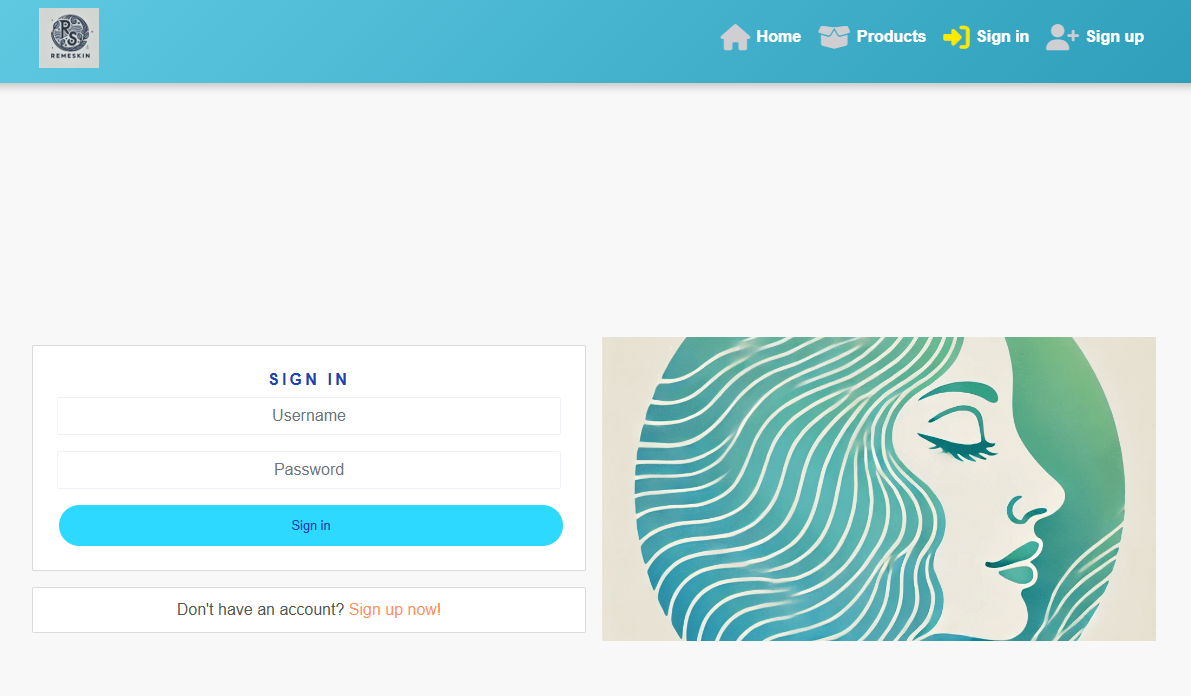 RS
REMESKIN
Home Products Sign in Sign up
SIGN IN
Username
Password
Sign in
Don't have an account? Sign up now!